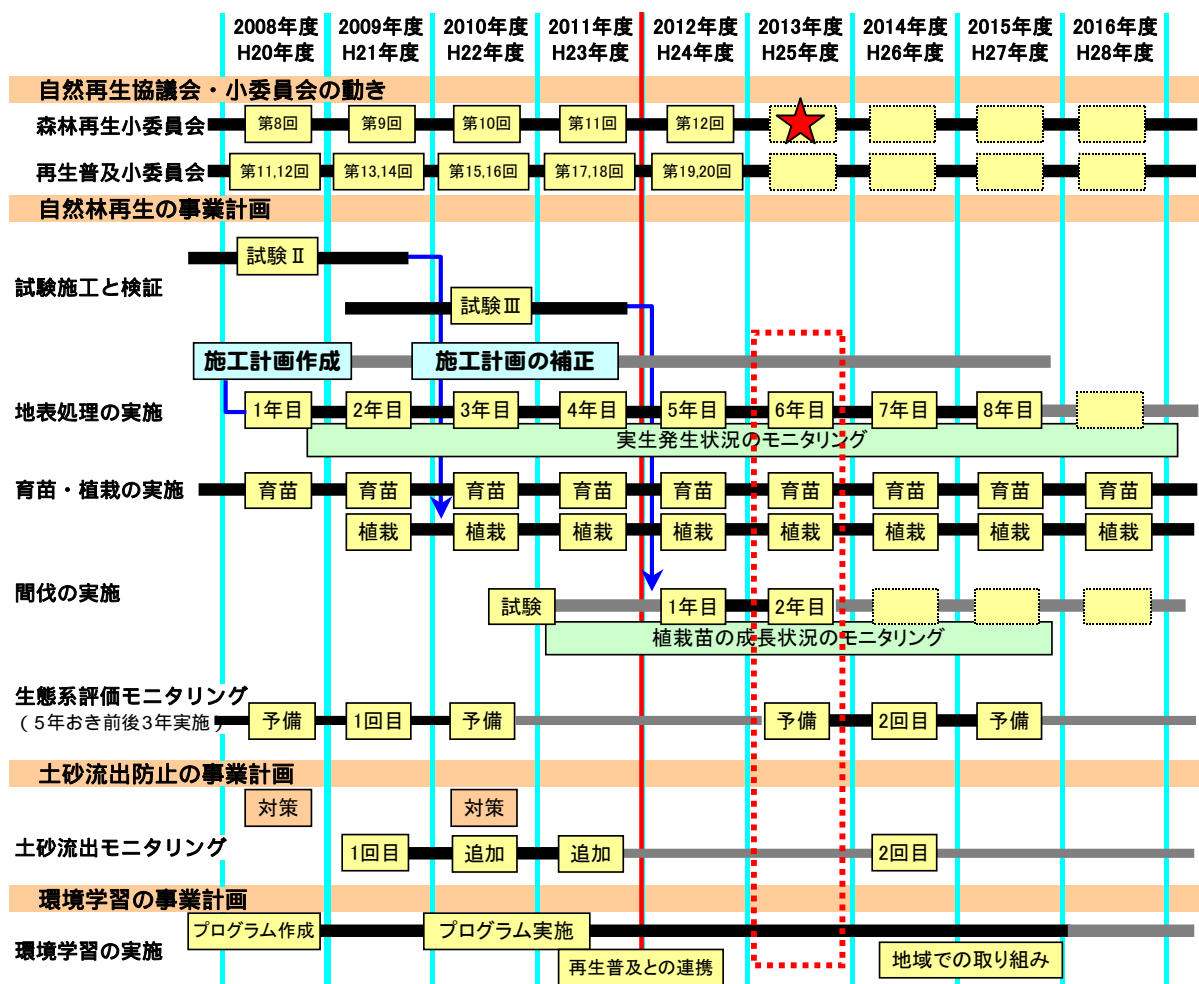 2008年度 2009年度 2010年度 2011年度 2012年度 2013年度 2014年度 2015年度 2016年度
H20年度 H21年度 H22年度 H23年度 H24年度 H25年度 H26年度 H27年度 H28年度
自然再生協議会・小委員会の動き
森林再生小委員会 第8回 第9回 第10回 第11回 第12回
再生普及小委員会 第11,12回 第13,14回 第15,16回 第17,18回 第19,20回
自然林再生の事業計画
試験Ⅱ
試験施工と検証
試験Ⅲ
施工計画作成 施工計画の補正
地表処理の実施 1年目 2年目 3年目 4年目 5年目 6年目 7年目 8年目
実生発生状況のモニタリング
育苗・植栽の実施 育苗 育苗 育苗 育苗 育苗 育苗 育苗 育苗 育苗
植栽 植栽 植栽 植栽 植栽 植栽 植栽 植栽
間伐の実施 試験 1年目 2年目
植栽苗の成長状況のモニタリング
生態系評価モニタリング
(5年おき前後3年実施) 予備 1回目 予備 予備 2回目 予備
土砂流出防止の事業計画
対策 対策
土砂流出モニタリング 1回目 追加 追加 2回目
環境学習の事業計画
プログラム作成 プログラム実施
環境学習の実施 再生普及との連携 地域での取り組み